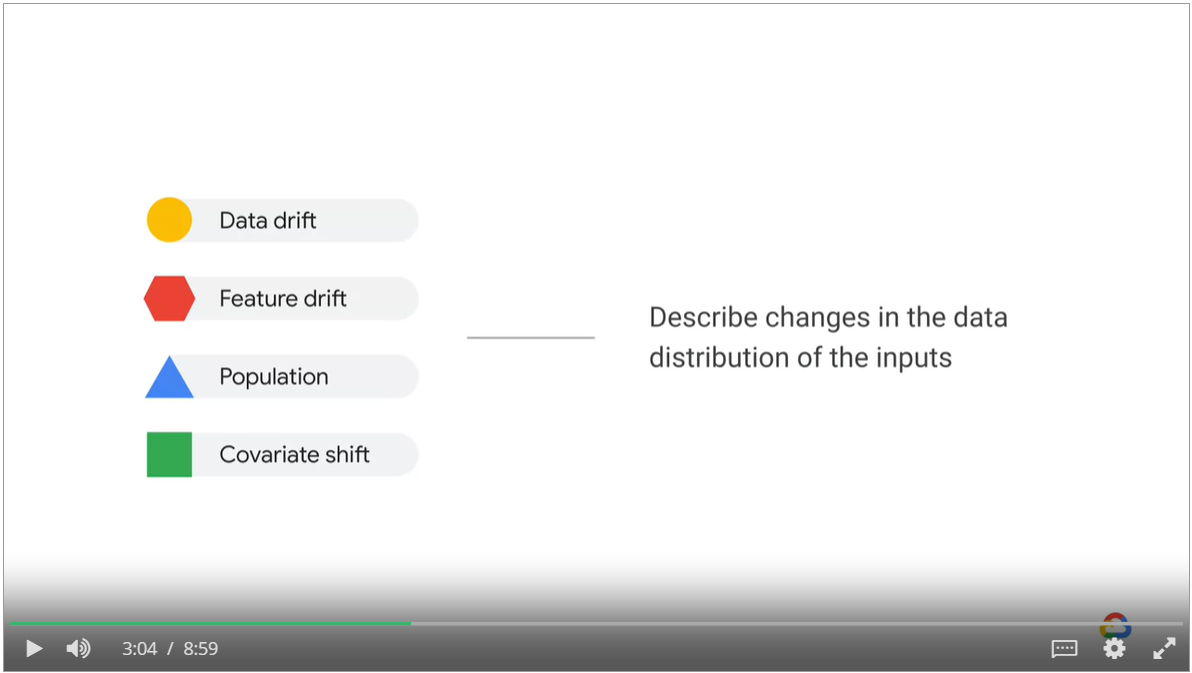 Data drift
Feature drift
Population
Covariate shift
Describe changes in the data
distribution of the inputs
3:04 / 8:59